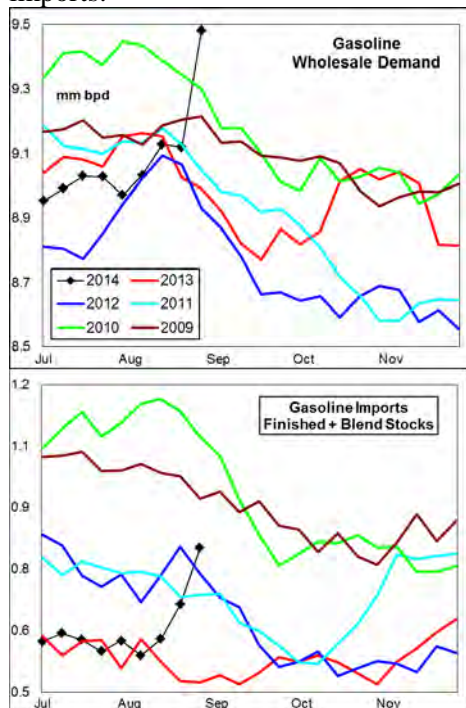 imports.
9.5
Gasoline
Wholesale Demand
mm bpd
9.3
9.1
8.9
8.7
2014 2013
2012 2011
2010 2009
8.5
Jul Aug Sep Oct Nov
1.2
Gasoline Imports
Finished + Blend Stocks
1.1
0.9
0.8
0.6
0.5
Jul Aug Sep Oct Nov